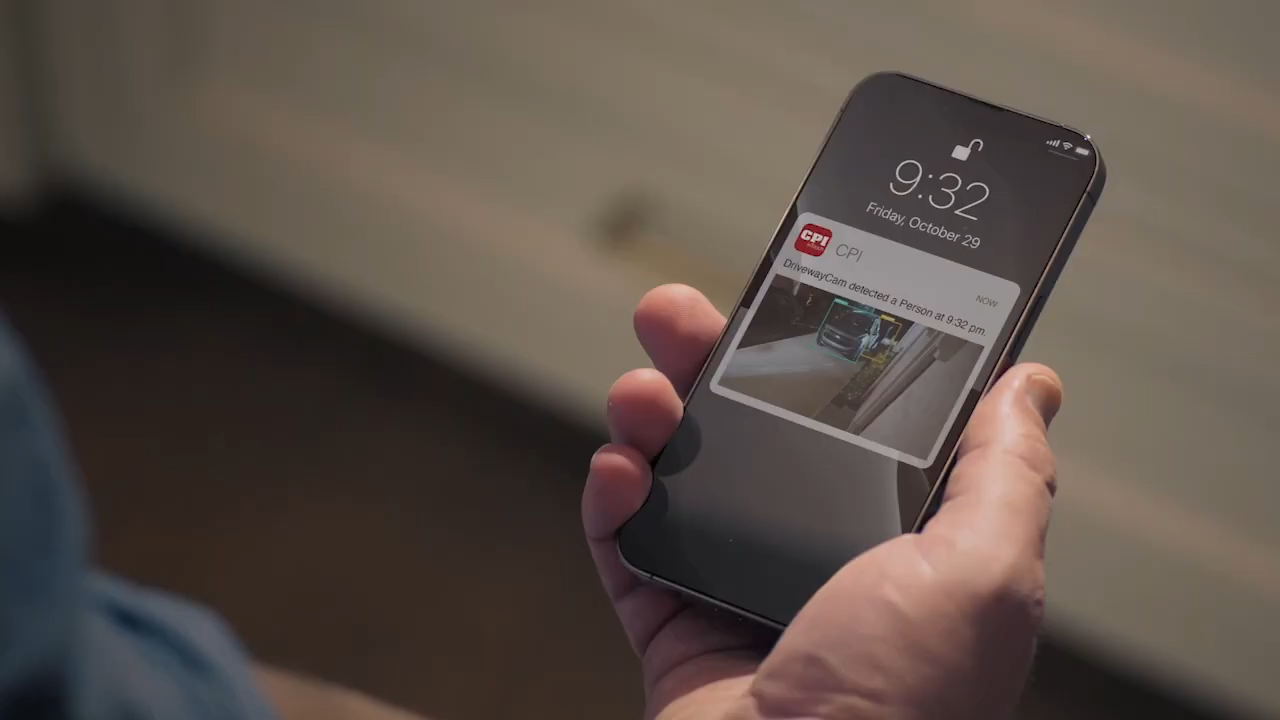 9:32
Friday, October 29
CPI
CPI
NOW
DrivewayCam detected a Person at 9:32 pm.